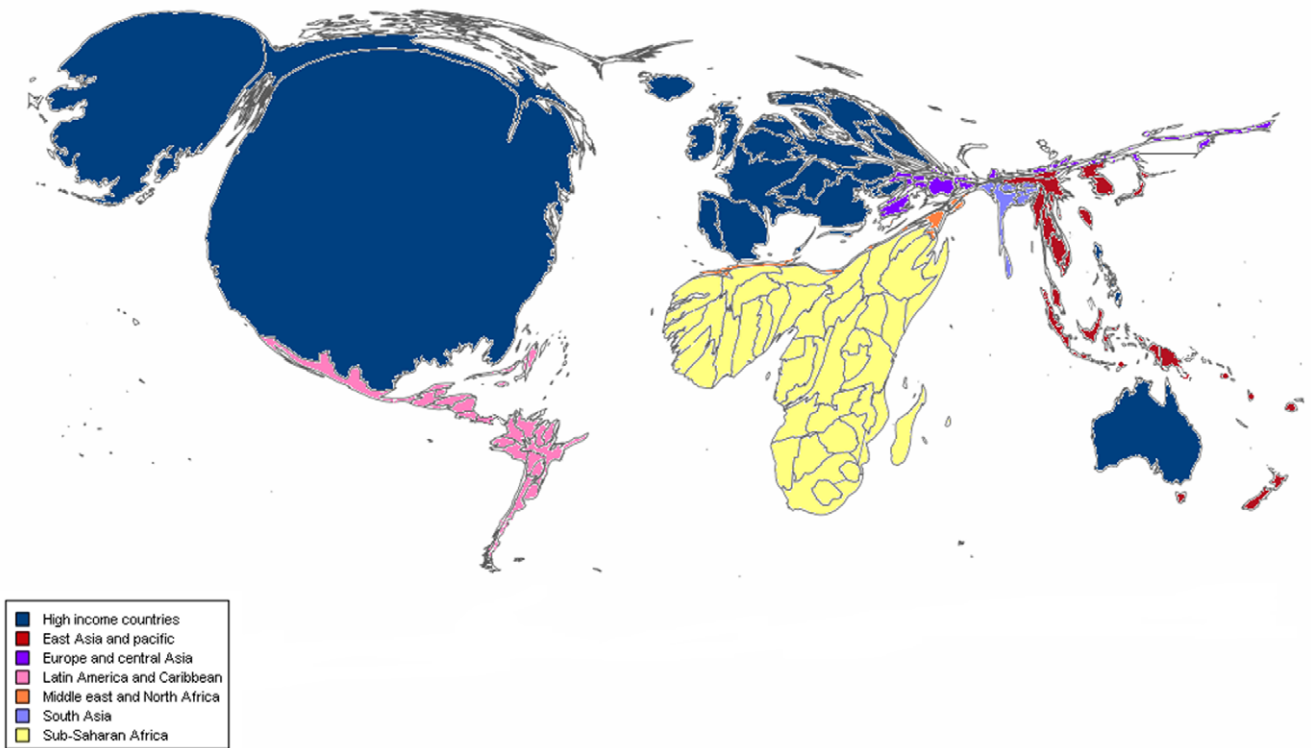 High income countries
East Asia and pacific
Europe and central Asia
Latin America and Caribbean
Middle east and North Africa
South Asia
Sub-Saharan Africa